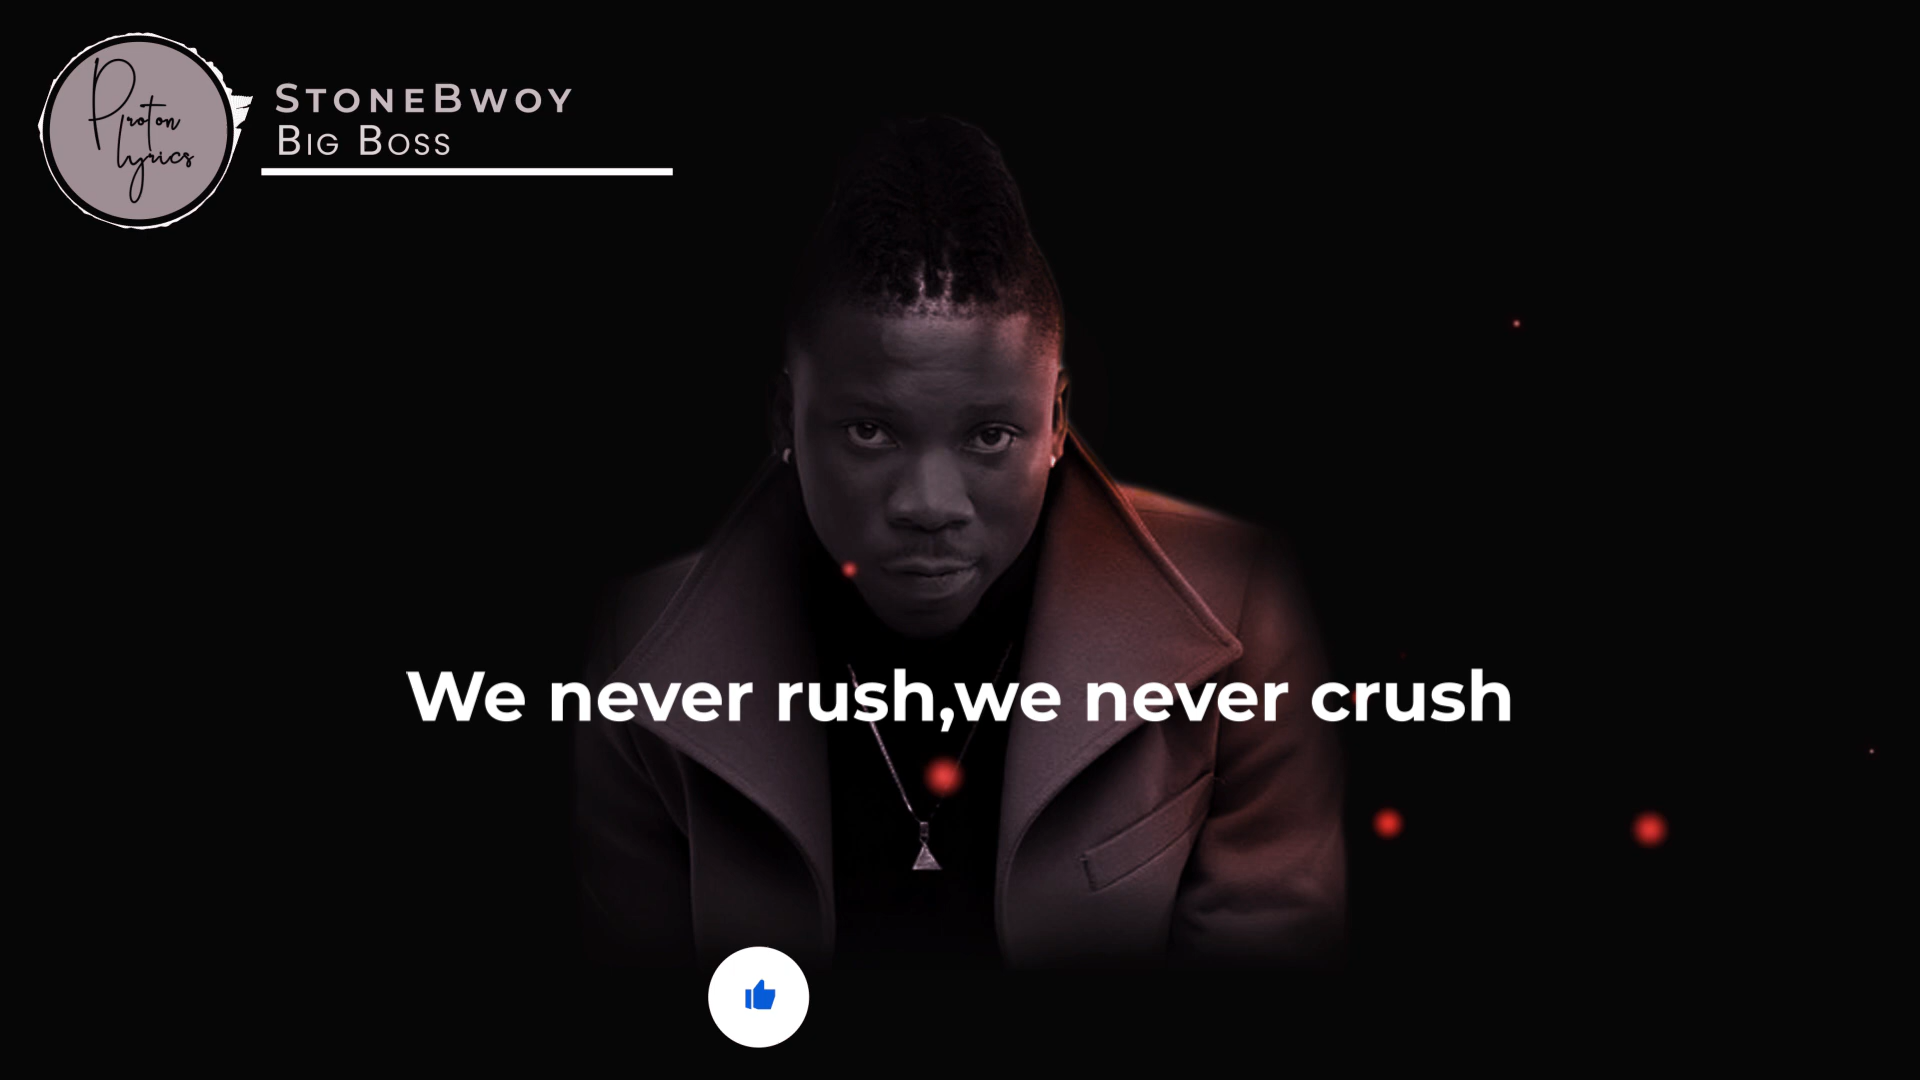 Proton
lyrics
STONEBWOY
BIG BOSS
We never rush,we never crush